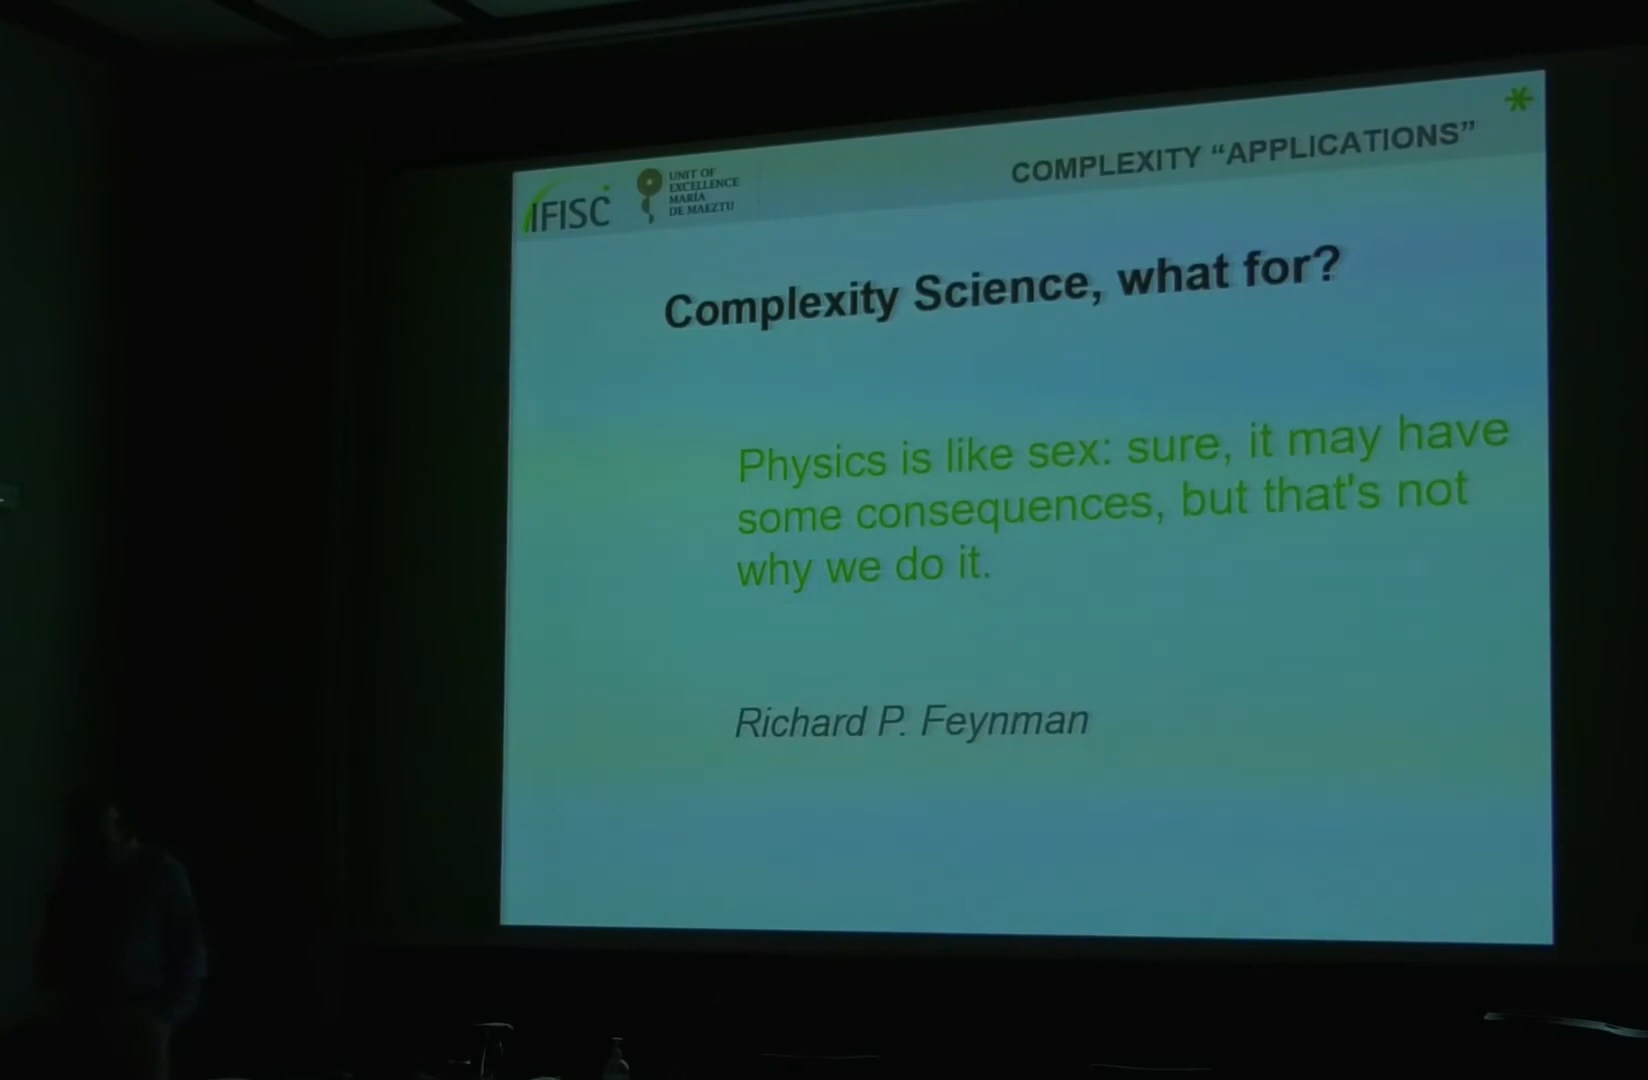 IFISC
UNIT OF
EXCELLENCE
MARÍA
DE MAEZTU
COMPLEXITY “APPLICATIONS”
Complexity Science, what for?
Physics is like sex: sure, it may have
some consequences, but that's not
why we do it.
Richard P. Feynman